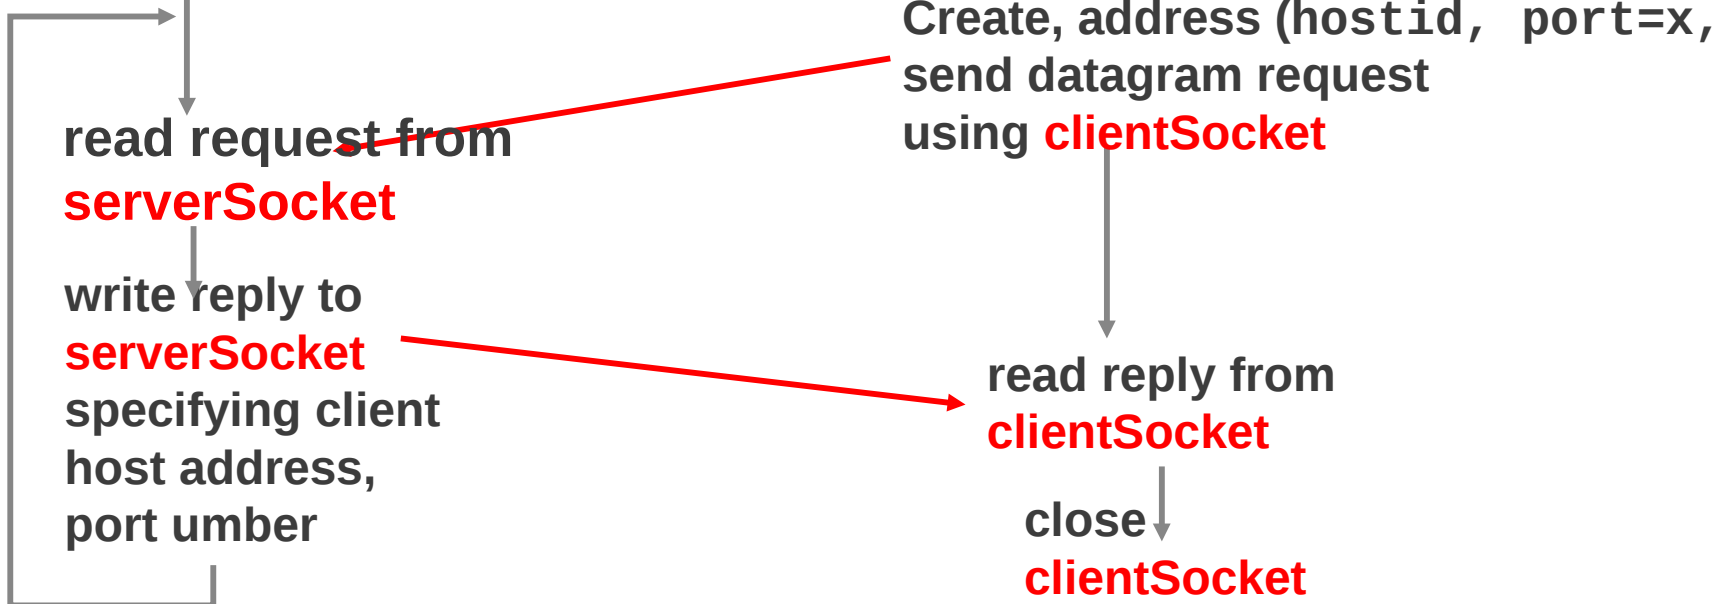 read request from
serverSocket
write reply to
serverSocket
specifying client
host address,
port umber
Create, address (hostid, port=x,
send datagram request
using clientSocket
read reply from
clientSocket
close
clientSocket